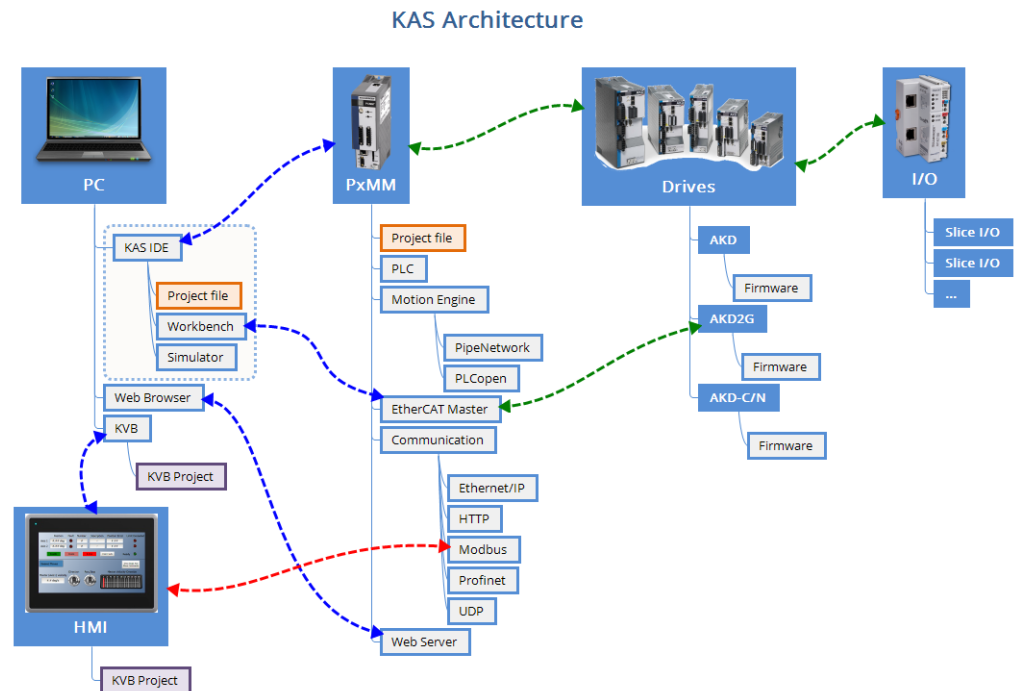 KAS Architecture
PC
KAS IDE
Project file
Workbench
Simulator
Web Browser
KVB
KVB Project
HMI
KVB Project
PxMM
Project file
PLC
Motion Engine
PipeNetwork
PLCopen
EtherCAT Master
Communication
Ethernet/IP
HTTP
Modbus
Profinet
UDP
Web Server
Drives
AKD
Firmware
AKD2G
Firmware
AKD-C/N
Firmware
I/O
Slice I/O
Slice I/O
...